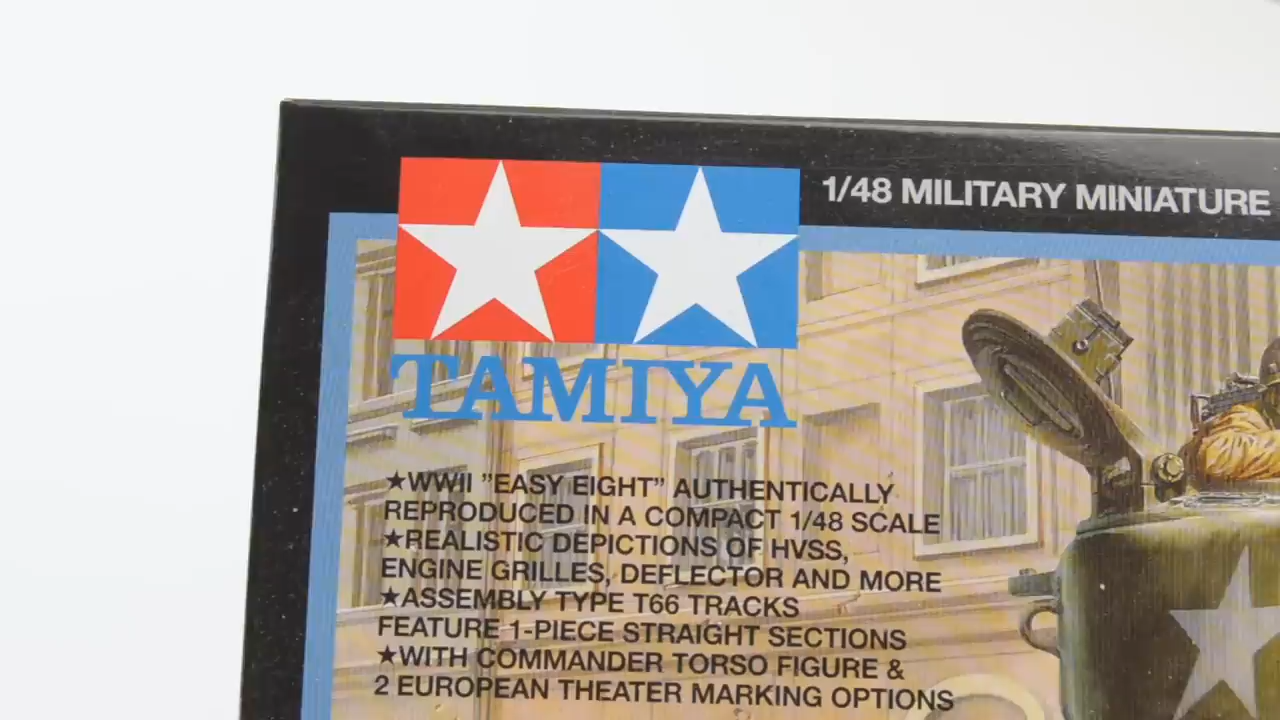 1/48 MILITARY MINIATURE
TAMIYA
★WWII "EASY EIGHT" AUTHENTICALLY
REPRODUCED IN A COMPACT 1/48 SCALE
★REALISTIC DEPICTIONS OF HVSS,
ENGINE GRILLES, DEFLECTOR AND MORE
★ASSEMBLY TYPE T66 TRACKS
FEATURE 1-PIECE STRAIGHT SECTIONS
★WITH COMMANDER TORSO FIGURE &
2 EUROPEAN THEATER MARKING OPTIONS